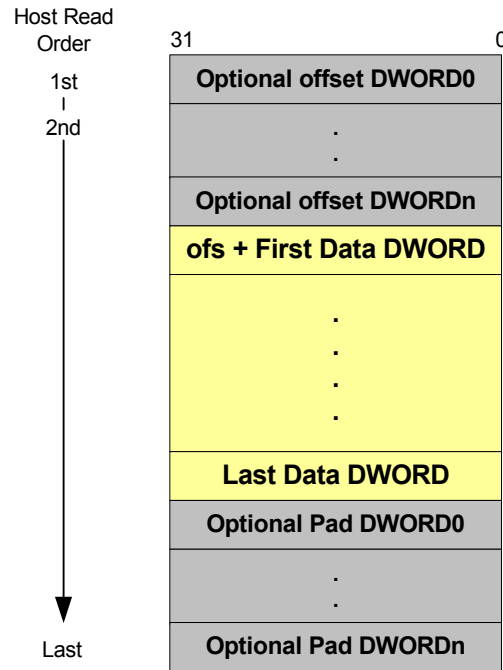 Host Read
Order
31
0
1st
2nd
Last
Optional offset DWORD0
.
.
Optional offset DWORDn
ofs + First Data DWORD
.
.
.
.
Last Data DWORD
Optional Pad DWORD0
.
.
Optional Pad DWORDn